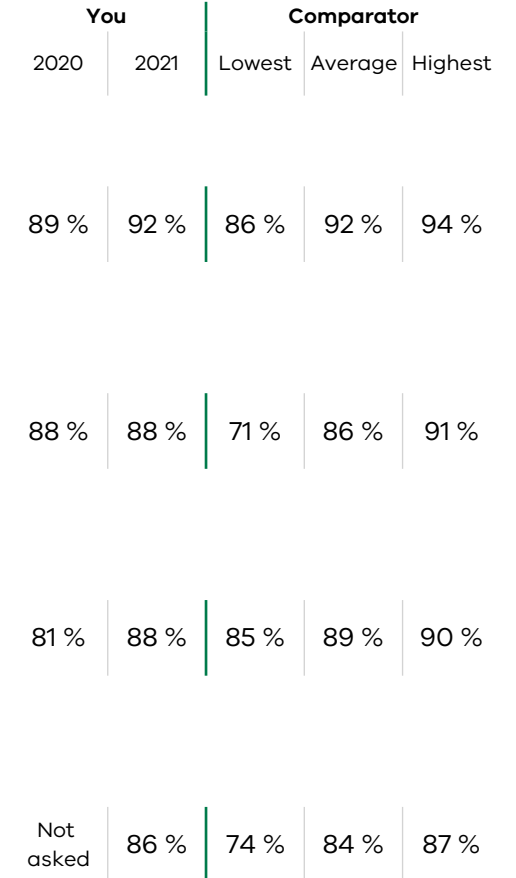 You Comparator
2020 2021 Lowest Average Highest
89 % 92 % 86 % 92 % 94 %
88 % 88 % 71 % 86 % 91 %
81 % 88 % 85 % 89 % 90 %
Not
asked 86 % 74 % 84 % 87 %